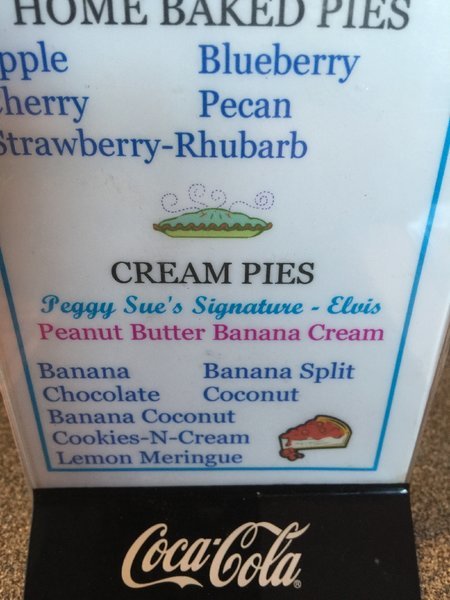 HOME BAKED PIES
pple Blueberry
herry Pecan
Strawberry-Rhubarb
CREAM PIES
Peggy Sue's Signature - Elvis
Peanut Butter Banana Cream
Banana Banana Split
Chocolate Coconut
Banana Coconut
Cookies-N-Cream
Lemon Meringue
Coca-Cola®